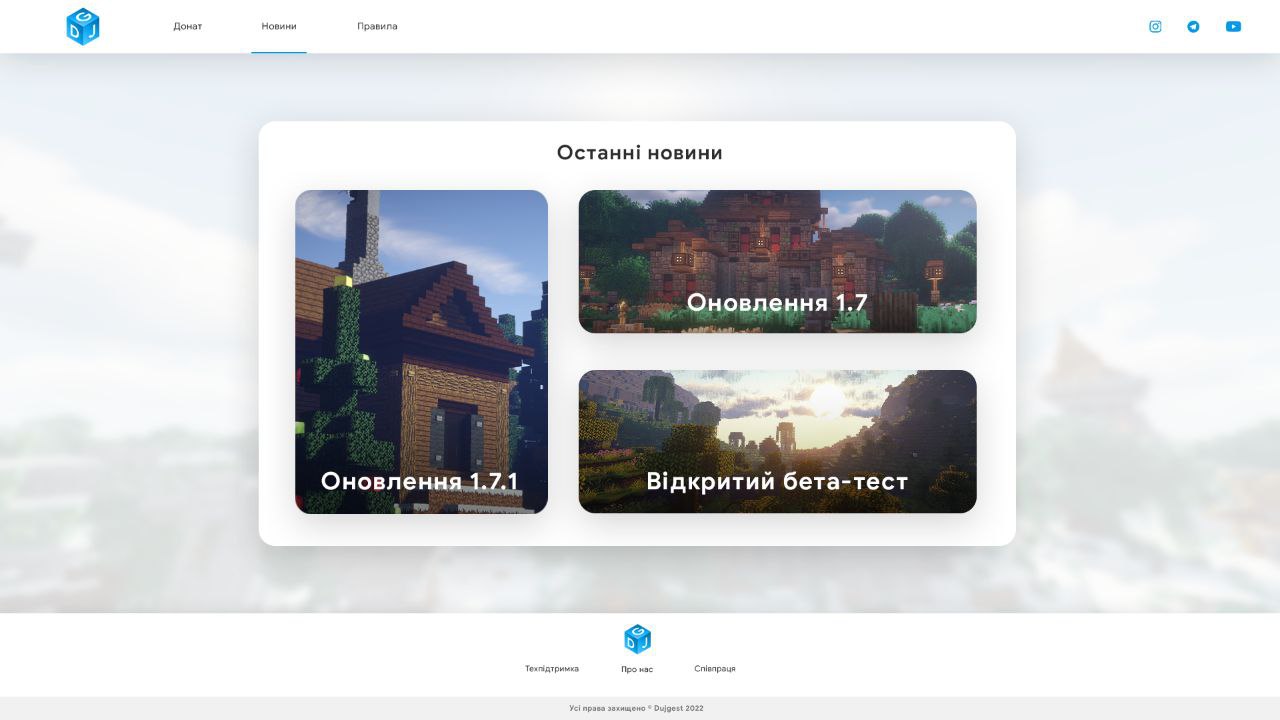 G
D J
Донат Новини Правила
Останні новини
Оновлення 1.7.1
Оновлення 1.7
Відкритий бета-тест
G
D J
Техпідтримка Про нас Співпраця
Усі права захищено © Dujgest 2022